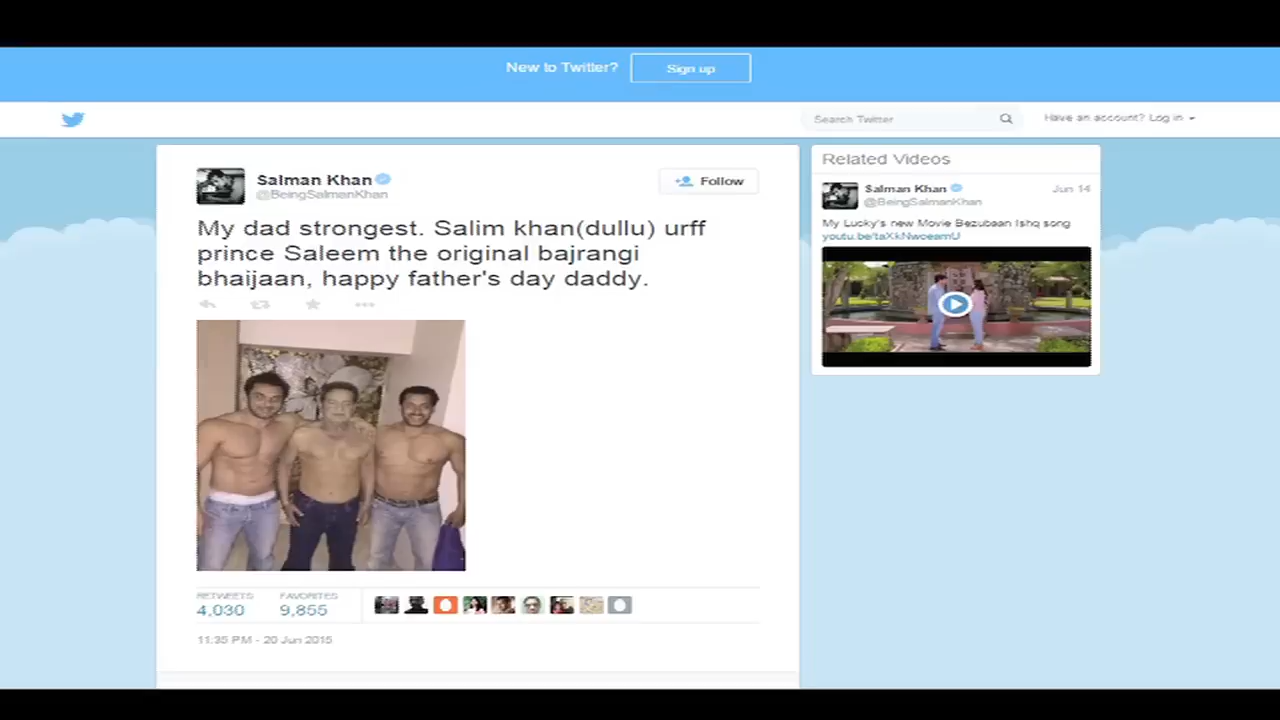 New to Twitter? Sign up
Search Twitter
Have an account? Log in
Salman Khan
@BeingSalmanKhan
Follow
My dad strongest. Salim khan(dullu) urff
prince Saleem the original bajrangi
bhaijaan, happy father's day daddy.
RETWEETS FAVORITES
4,030 9,855
11:35 PM - 20 Jun 2015
Related Videos
Salman Khan Jun 14
@BeingSalmanKhan
My Lucky's new Movie Bezubaan Ishq song
youtu.be/taXkNwceamU